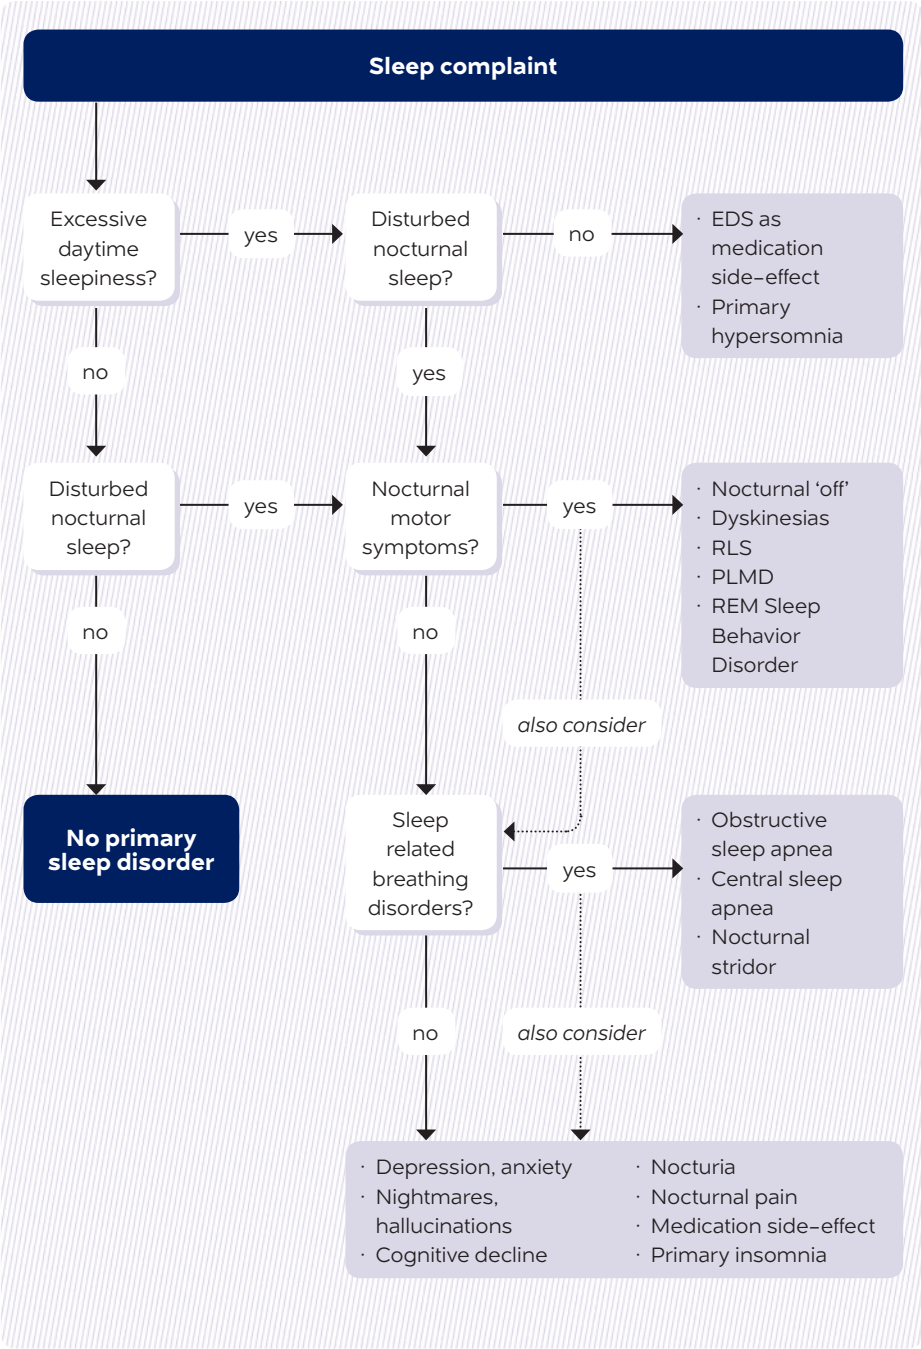 Sleep complaint
Excessive
daytime
sleepiness?
yes
Disturbed
nocturnal
sleep?
no
· EDS as
medication
side-effect
· Primary
hypersomnia
no
yes
Disturbed
nocturnal
sleep?
yes
Nocturnal
motor
symptoms?
yes
· Nocturnal ‘off’
· Dyskinesias
· RLS
· PLMD
· REM Sleep
Behavior
Disorder
no
no
also consider
No primary
sleep disorder
Sleep
related
breathing
disorders?
yes
· Obstructive
sleep apnea
· Central sleep
apnea
· Nocturnal
stridor
no
also consider
· Depression, anxiety
· Nightmares,
hallucinations
· Cognitive decline
· Nocturia
· Nocturnal pain
· Medication side-effect
· Primary insomnia